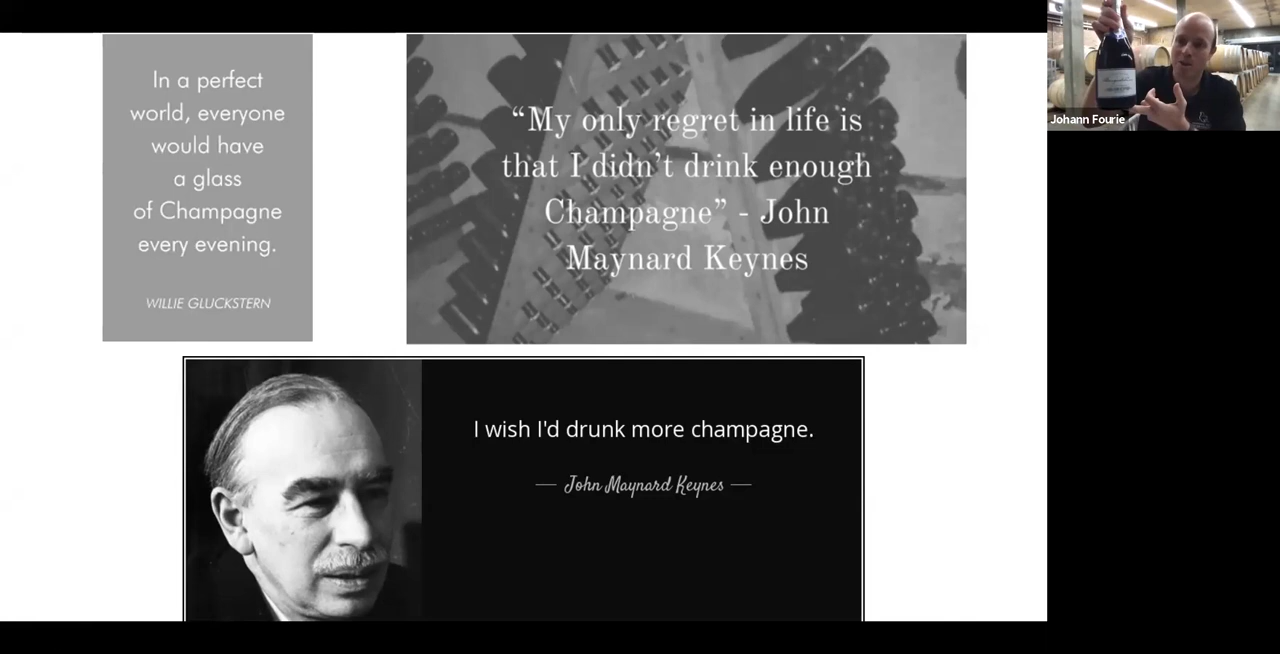 In a perfect
world, everyone
would have
a glass
of Champagne
every evening.
WILLIE GLUCKSTERN
“My only regret in life is
that I didn’t drink enough
Champagne” - John
Maynard Keynes
I wish I'd drunk more champagne.
— John Maynard Keynes —
Johann Fourie